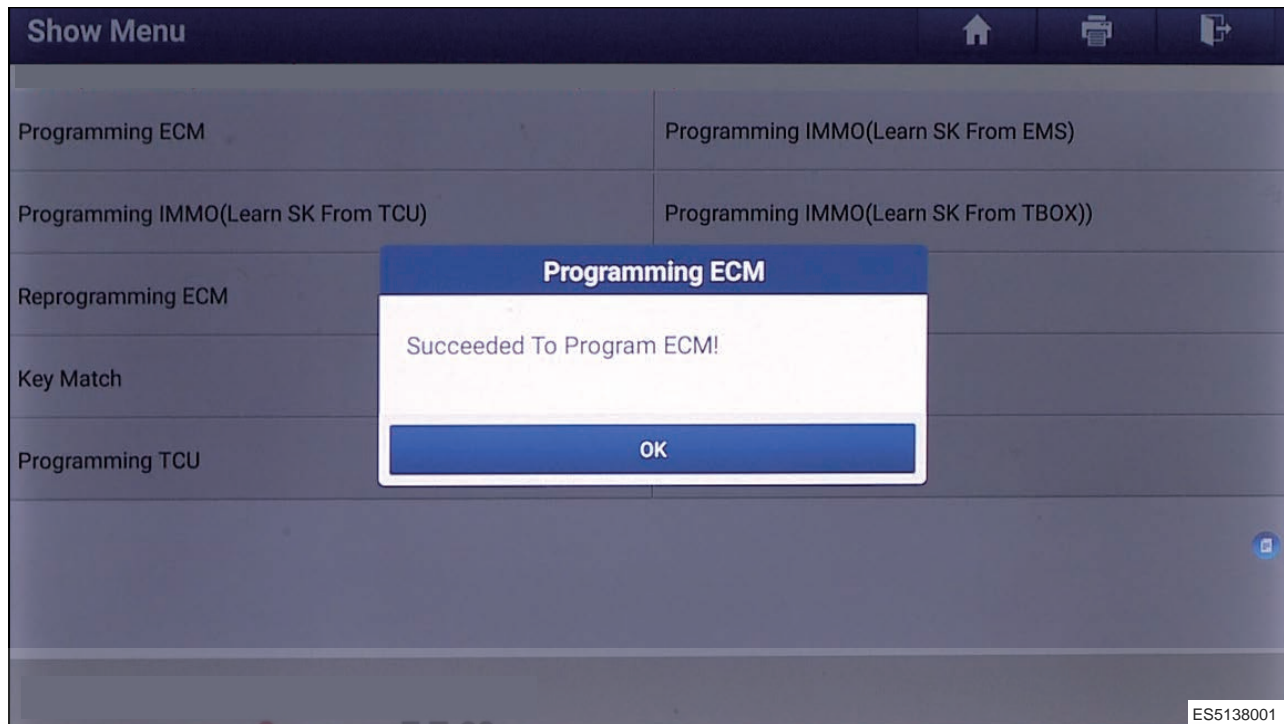 Show Menu
Programming ECM
Programming IMMO(Learn SK From EMS)
Programming IMMO(Learn SK From TCU)
Programming IMMO(Learn SK From TBOX))
Reprogramming ECM
Key Match
Programming TCU
Programming ECM
Succeeded To Program ECM!
OK
ES5138001